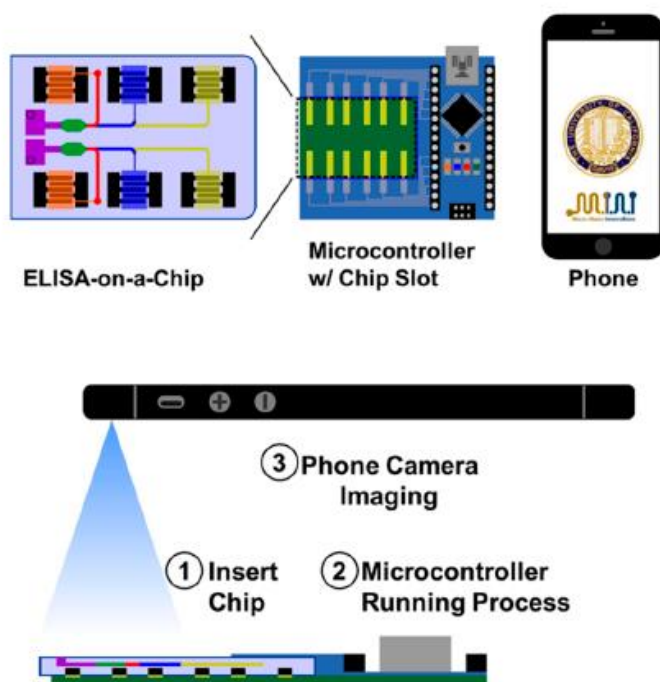 ELISA-on-a-Chip
Microcontroller
w/ Chip Slot
Phone
3 Phone Camera
Imaging
1 Insert
Chip
2 Microcontroller
Running Process